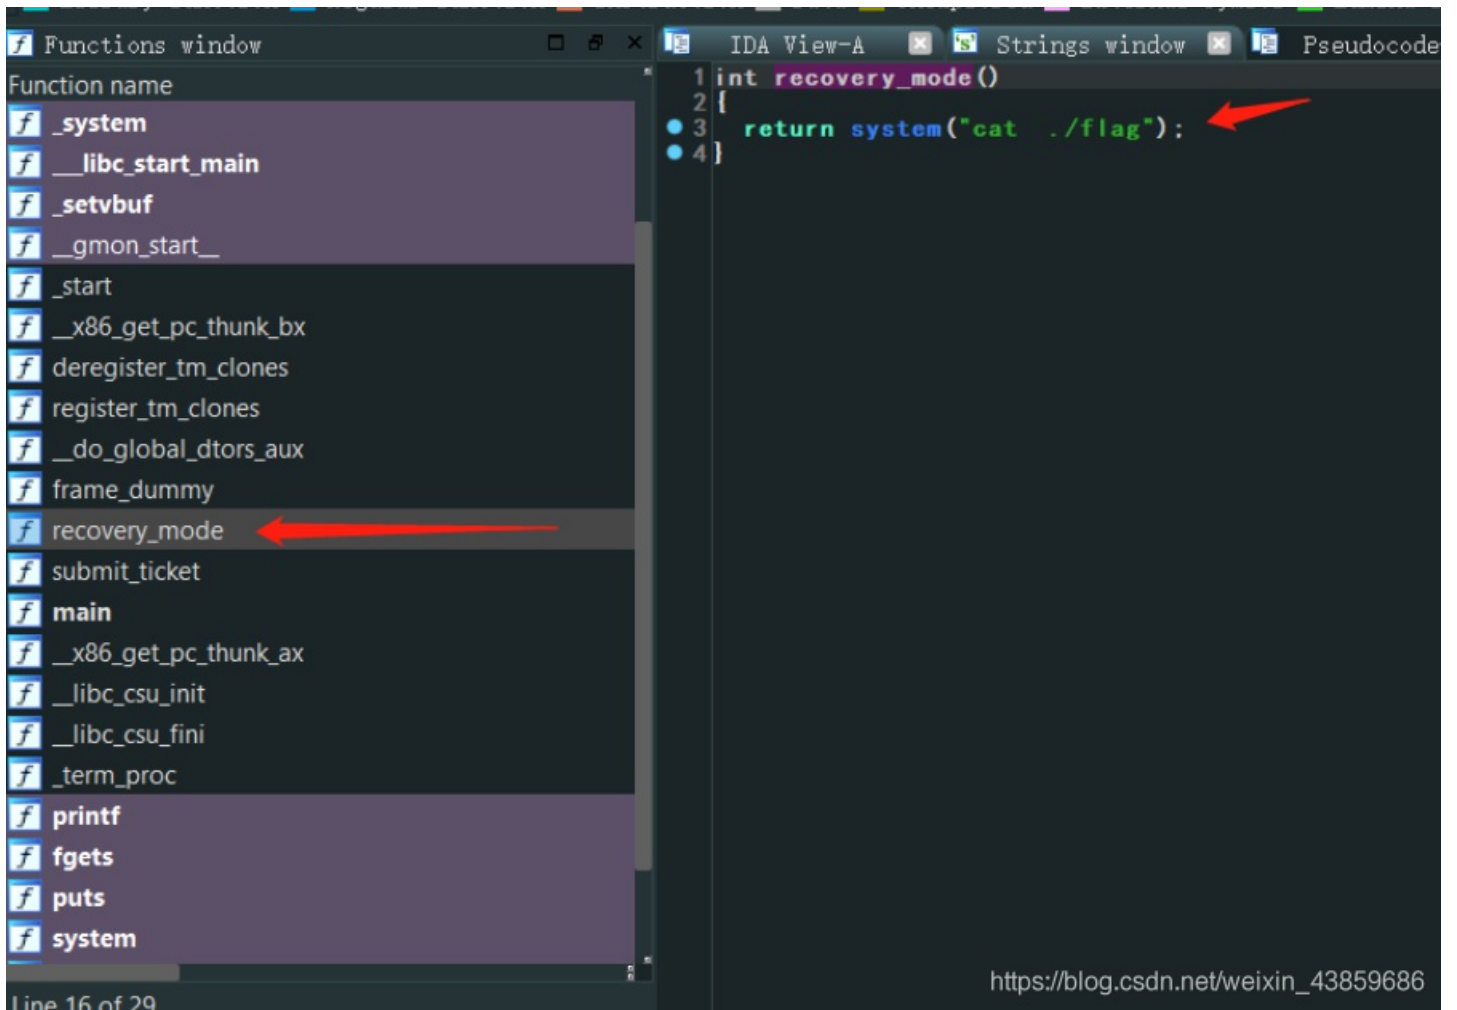 Functions window
Function name
_system
__libc_start_main
_setvbuf
__gmon_start__
_start
__x86_get_pc_thunk_bx
deregister_tm_clones
register_tm_clones
__do_global_dtors_aux
frame_dummy
recovery_mode
submit_ticket
main
__x86_get_pc_thunk_ax
__libc_csu_init
__libc_csu_fini
_term_proc
printf
fgets
puts
system
Line 16 of 29
IDA View-A Strings window Pseudocode
1 int recovery_mode()
2 {
3 return system("cat ./flag");
4 }
https://blog.csdn.net/weixin_43859686